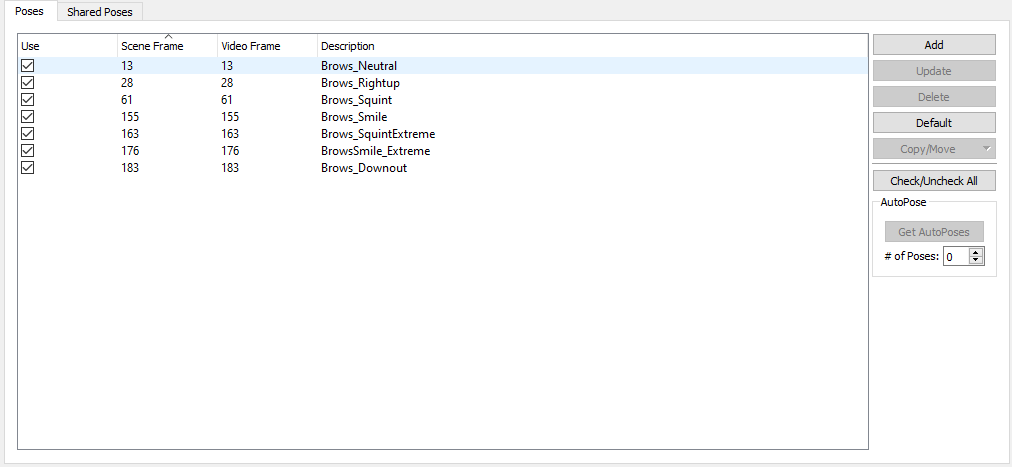 Poses Shared Poses
Use Scene Frame Video Frame Description
13 13 Brows_Neutral
28 28 Brows_Rightup
61 61 Brows_Squint
155 155 Brows_Smile
163 163 Brows_SquintExtreme
176 176 BrowsSmile_Extreme
183 183 Brows_Downout
Add
Update
Delete
Default
Copy/Move
Check/Uncheck All
AutoPose
Get AutoPoses
# of Poses: 0